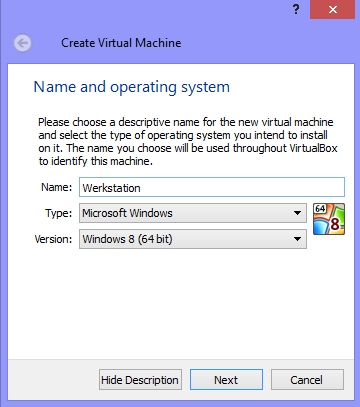 ?
Create Virtual Machine
Name and operating system
Please choose a descriptive name for the new virtual machine
and select the type of operating system you intend to install
on it. The name you choose will be used throughout VirtualBox
to identify this machine.
Name: Werkstation
Type: Microsoft Windows
64
8
Version: Windows 8 (64 bit)
Hide Description Next Cancel